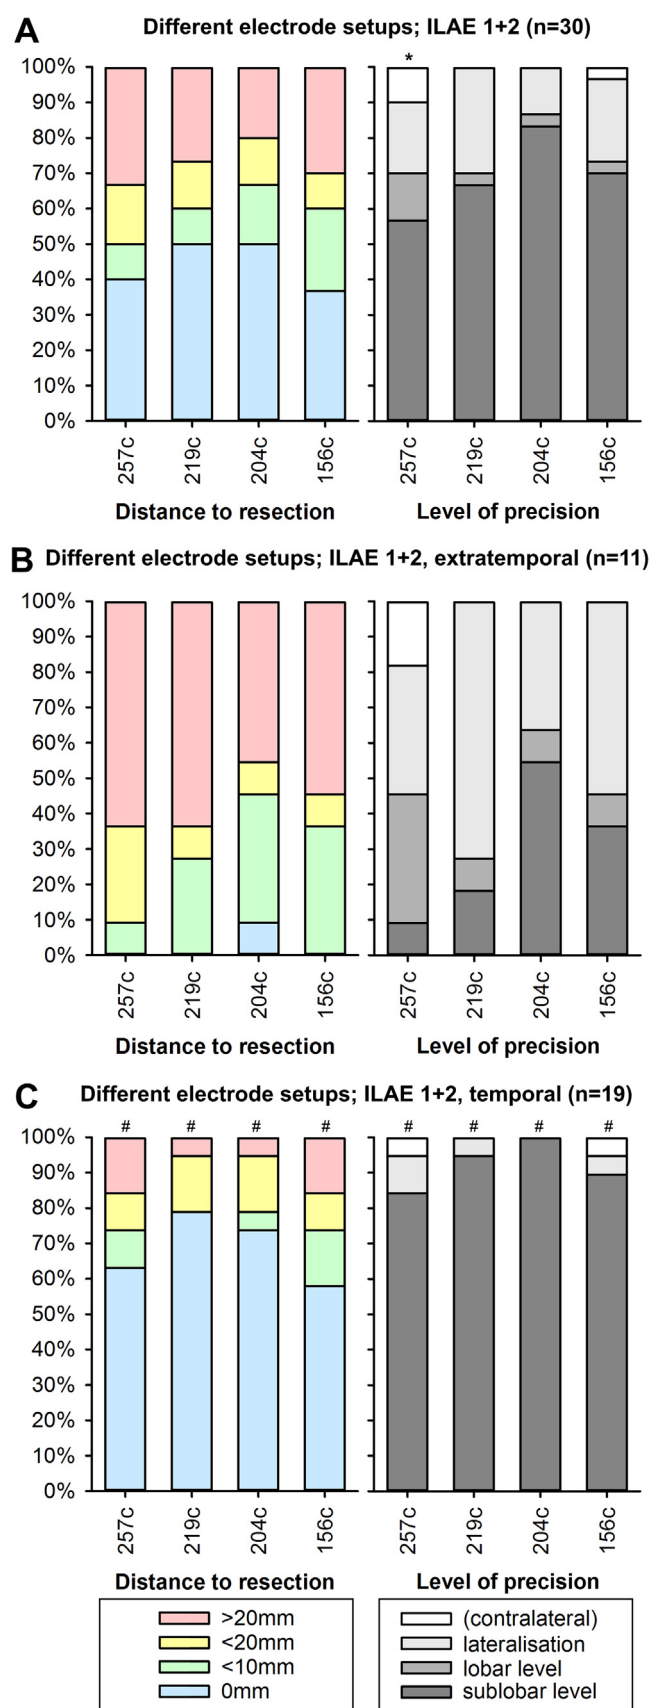 A Different electrode setups; ILAE 1+2 (n=30)
*
100%
90%
80%
70%
60%
50%
40%
30%
20%
10%
0%
257c 219c 204c 156c 257c 219c 204c 156c
Distance to resection Level of precision
B Different electrode setups; ILAE 1+2, extratemporal (n=11)
100%
90%
80%
70%
60%
50%
40%
30%
20%
10%
0%
257c 219c 204c 156c 257c 219c 204c 156c
Distance to resection Level of precision
C Different electrode setups; ILAE 1+2, temporal (n=19)
# # # # # # # #
100%
90%
80%
70%
60%
50%
40%
30%
20%
10%
0%
257c 219c 204c 156c 257c 219c 204c 156c
Distance to resection Level of precision
>20mm (contralateral)
<20mm lateralisation
<10mm lobar level
0mm sublobar level